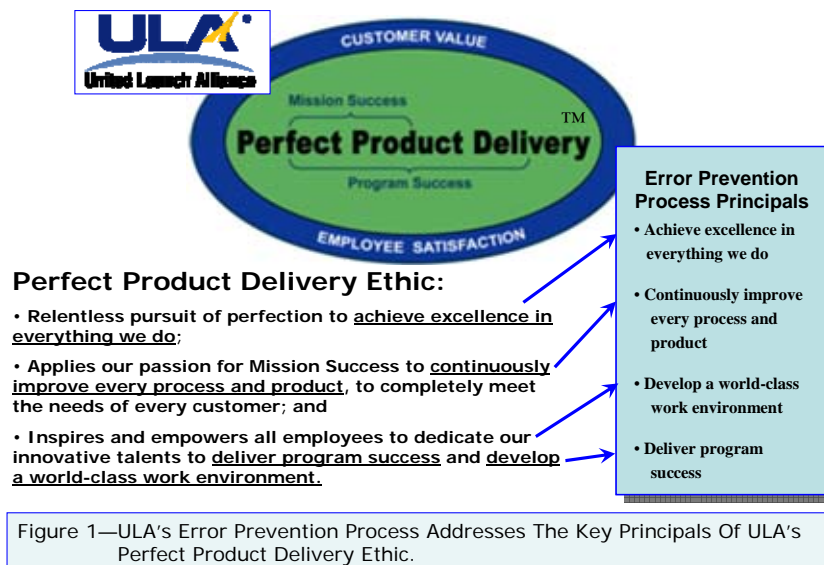 ULA
United Launch Alliance
CUSTOMER VALUE
Mission Success
Perfect Product Delivery TM
Program Success
EMPLOYEE SATISFACTION
Error Prevention
Process Principals
• Achieve excellence in
everything we do
• Continuously improve
every process and
product
• Develop a world-class
work environment
• Deliver program
success
Perfect Product Delivery Ethic:
• Relentless pursuit of perfection to achieve excellence in
everything we do;
• Applies our passion for Mission Success to continuously
improve every process and product, to completely meet
the needs of every customer; and
• Inspires and empowers all employees to dedicate our
innovative talents to deliver program success and develop
a world-class work environment.
Figure 1—ULA's Error Prevention Process Addresses The Key Principals Of ULA's
Perfect Product Delivery Ethic.